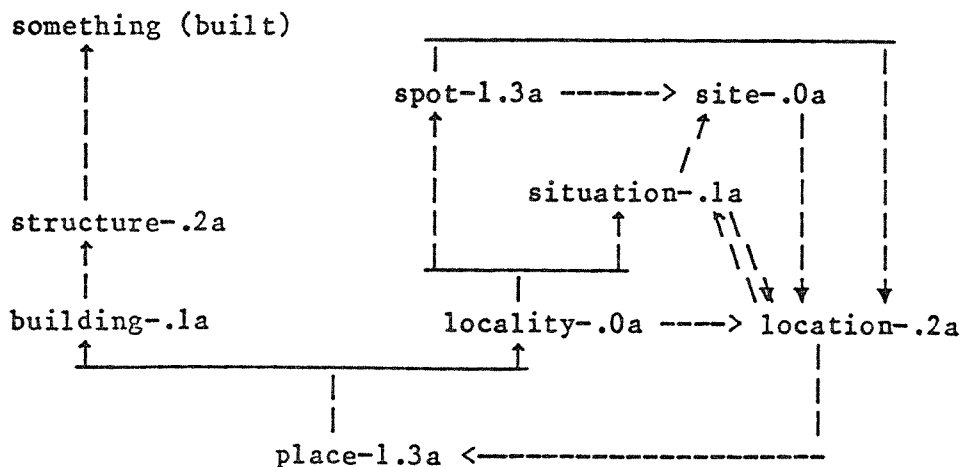 something (built)
spot-1.3a site-.0a
situation-.1a
structure-.2a
building-.1a locality-.0a location-.2a
place-1.3a